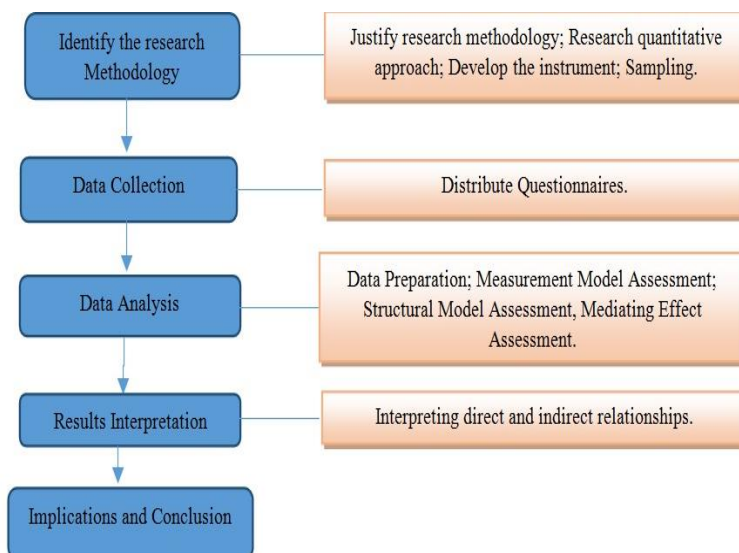 Identify the research
Methodology
Justify research methodology; Research quantitative
approach; Develop the instrument; Sampling.
Data Collection
Distribute Questionnaires.
Data Analysis
Data Preparation; Measurement Model Assessment;
Structural Model Assessment, Mediating Effect
Assessment.
Results Interpretation
Interpreting direct and indirect relationships.
Implications and Conclusion